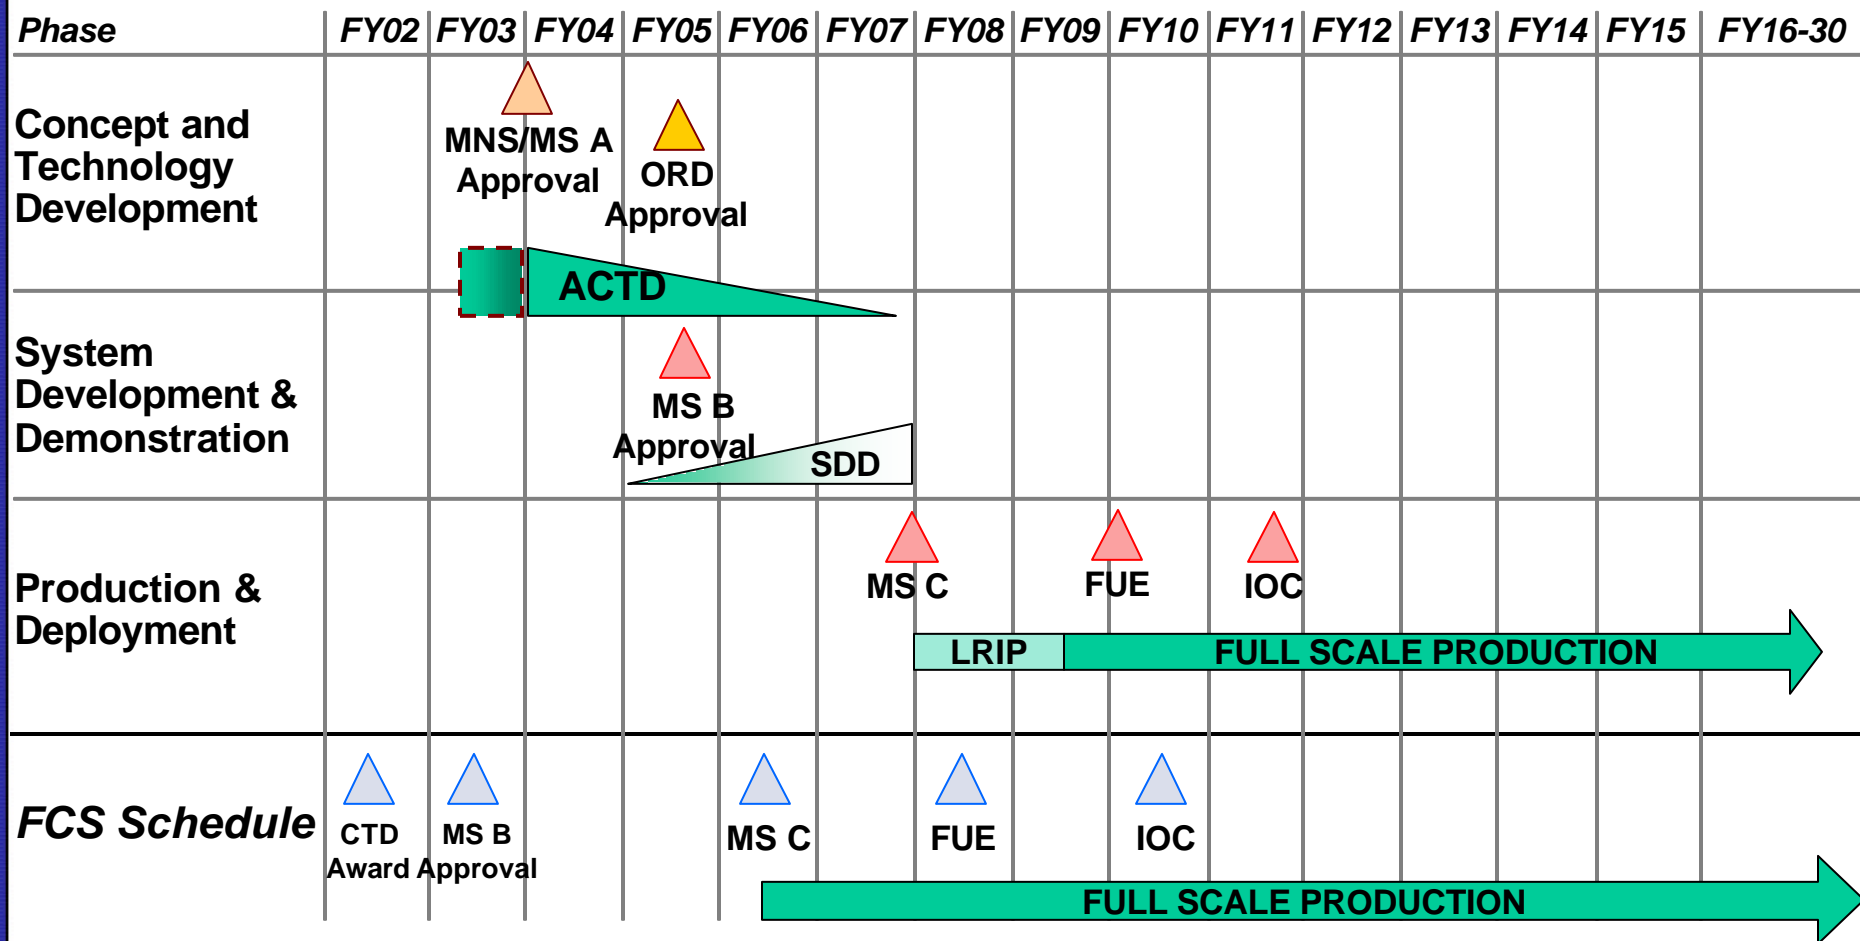 Phase FY02 FY03 FY04 FY05 FY06 FY07 FY08 FY09 FY10 FY11 FY12 FY13 FY14 FY15 FY16-30
Concept and
Technology
Development
MNS/MS A
Approval
ORD
Approval
ACTD
System
Development &
Demonstration
MS B
Approval
SDD
Production &
Deployment
MS C
FUE
IOC
LRIP
FULL SCALE PRODUCTION
FCS Schedule
CTD
Award
MS B
Approval
MS C
FUE
IOC
FULL SCALE PRODUCTION